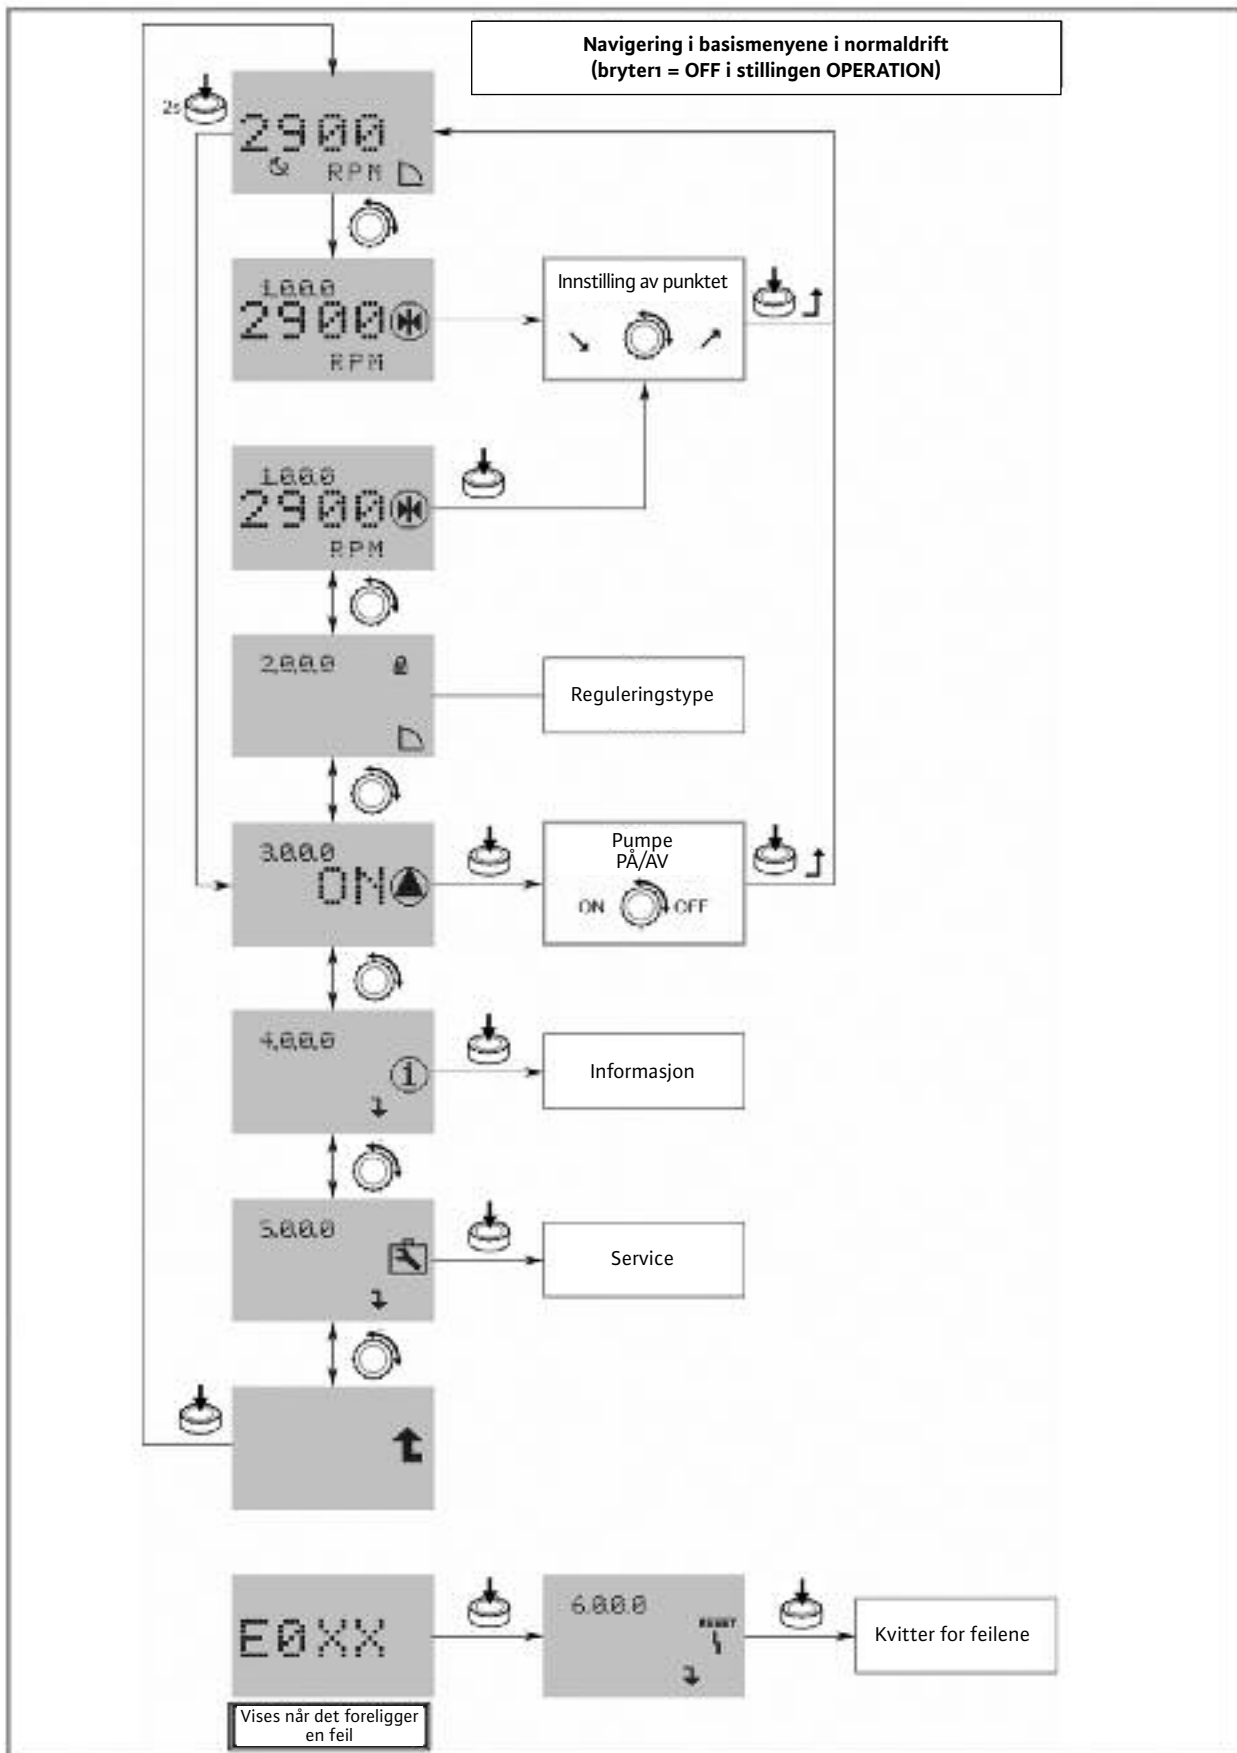 Navigering i basismenyene i normaldrift
(bryter1 = OFF i stillingen OPERATION)
2s
2900
RPM
1.0.0.0
2900
RPM
Innstilling av punktet
1.0.0.0
2900
RPM
2.0.0.0
Reguleringstype
3.0.0.0
ON
Pumpe
PÅ/AV
ON OFF
4.0.0.0
i
Informasjon
5.0.0.0
Service
E0XX
6.0.0.0
RESET
Kvitter for feilene
Vises når det foreligger
en feil